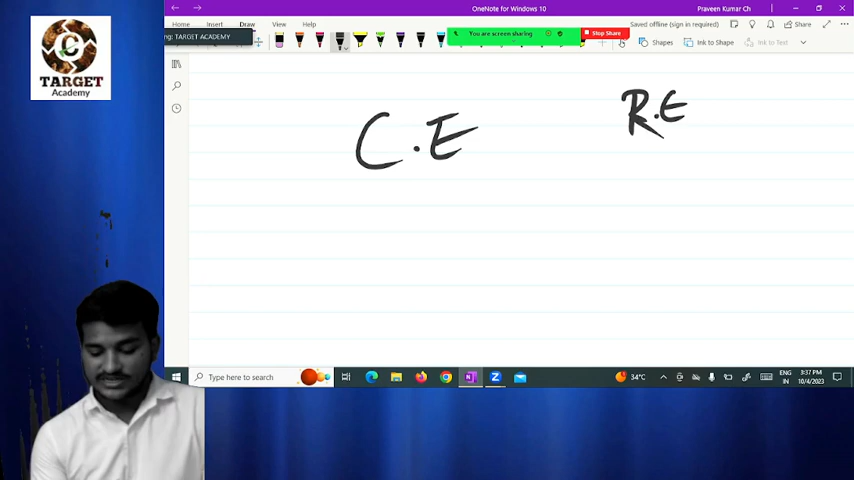 OneNote for Windows 10
Praveen Kumar Ch
Home Insert Draw View Help
Saved offline (sign in required)
Share
ng: TARGET ACADEMY
You are screen sharing
Stop Share
Shapes
Ink to Shape
Ink to Text
TARGET
Academy
C.E
R.E
Type here to search
34°C
ENG
IN
3:37 PM
10/4/2023